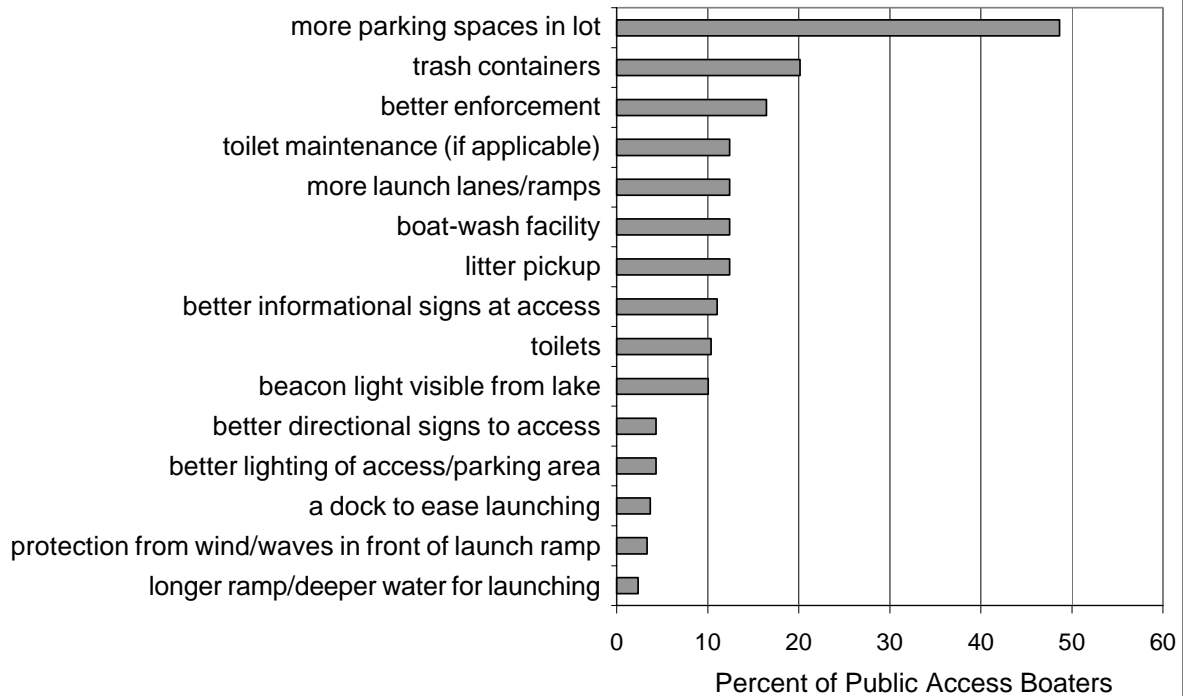 more parking spaces in lot
trash containers
better enforcement
toilet maintenance (if applicable)
more launch lanes/ramps
boat-wash facility
litter pickup
better informational signs at access
toilets
beacon light visible from lake
better directional signs to access
better lighting of access/parking area
a dock to ease launching
protection from wind/waves in front of launch ramp
longer ramp/deeper water for launching
0 10 20 30 40 50 60
Percent of Public Access Boaters